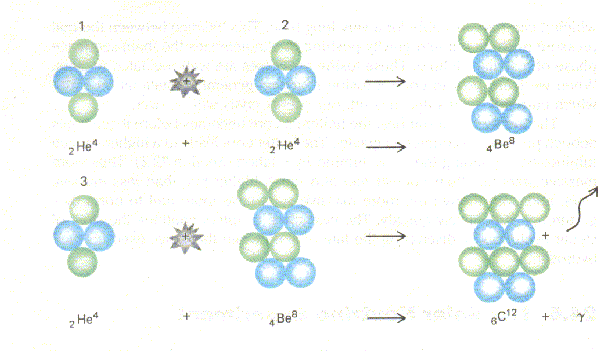 1 2
+
₂He⁴ + ₂He⁴ → ₄Be⁸
3
+ +
₂He⁴ + ₄Be⁸ → ₆C¹² + γ